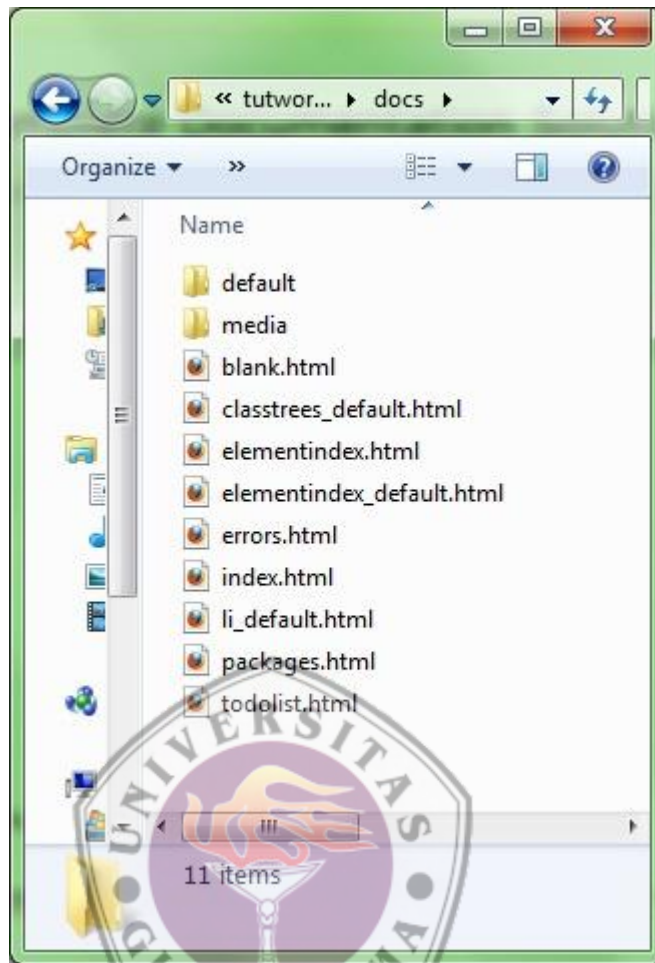 « tutwor... ▸ docs ▸
Organize »
Name
default
media
blank.html
classtrees_default.html
elementindex.html
elementindex_default.html
errors.html
index.html
li_default.html
packages.html
todolist.html
UNIVERSITAS
11 items